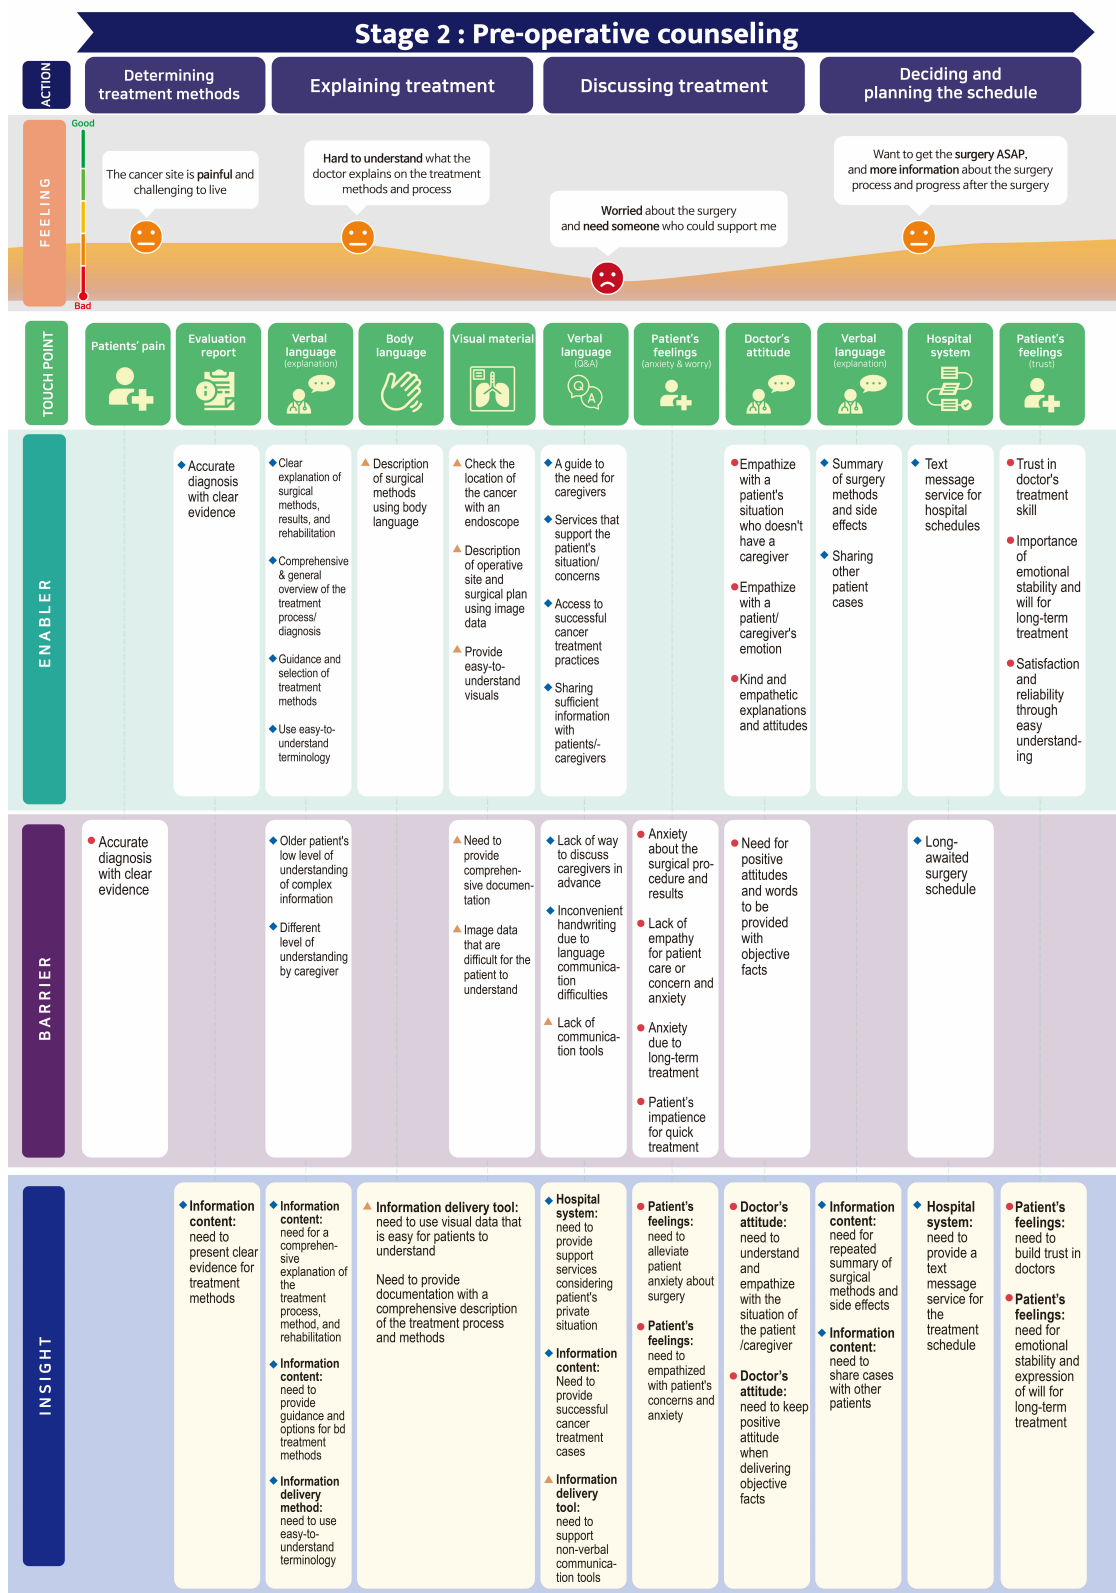 Stage 2 : Pre-operative counseling
ACTION
Determining
treatment methods
Explaining treatment
Discussing treatment
Deciding and
planning the schedule
FEELING
Good
Bad
The cancer site is painful and
challenging to live
Hard to understand what the
doctor explains on the treatment
methods and process
Worried about the surgery
and need someone who could support me
Want to get the surgery ASAP,
and more information about the surgery
process and progress after the surgery
TOUCH POINT
Patients' pain
Evaluation
report
Verbal
language
(explanation)
Body
language
Visual material
Verbal
language
(Q&A)
Q
A
Patient's
feelings
(anxiety & worry)
Doctor's
attitude
Verbal
language
(explanation)
Hospital
system
Patient's
feelings
(trust)
ENABLER
Accurate
diagnosis
with clear
evidence
Clear
explanation of
surgical
methods,
results, and
rehabilitation
Comprehensive
& general
overview of the
treatment
process/
diagnosis
Guidance and
selection of
treatment
methods
Use easy-to-
understand
terminology
Description
of surgical
methods
using body
language
Check the
location of
the cancer
with an
endoscope
Description
of operative
site and
surgical plan
using image
data
Provide
easy-to-
understand
visuals
A guide to
the need for
caregivers
Services that
support the
patient's
situation/
concerns
Access to
successful
cancer
treatment
practices
Sharing
sufficient
information
with
patients/-
caregivers
Empathize
with a
patient's
situation
who doesn't
have a
caregiver
Empathize
with a
patient/
caregiver's
emotion
Kind and
empathetic
explanations
and attitudes
Summary
of surgery
methods
and side
effects
Sharing
other
patient
cases
Text
message
service for
hospital
schedules
Trust in
doctor's
treatment
skill
Importance
of
emotional
stability and
will for
long-term
treatment
Satisfaction
and
reliability
through
easy
understand-
ing
BARRIER
Accurate
diagnosis
with clear
evidence
Older patient's
low level of
understanding
of complex
information
Different
level of
understanding
by caregiver
Need to
provide
comprehen-
sive documen-
tation
Image data
that are
difficult for the
patient to
understand
Lack of way
to discuss
caregivers in
advance
Inconvenient
handwriting
due to
language
communica-
tion
difficulties
Lack of
communica-
tion tools
Anxiety
about the
surgical pro-
cedure and
results
Lack of
empathy
for patient
care or
concern and
anxiety
Anxiety
due to
long-term
treatment
Patient's
impatience
for quick
treatment
Need for
positive
attitudes
and words
to be
provided
with
objective
facts
Long-
awaited
surgery
schedule
INSIGHT
Information
content:
need to
present clear
evidence for
treatment
methods
Information
content:
need for a
comprehen-
sive
explanation of
the
treatment
process,
method, and
rehabilitation
Information
content:
need to
provide
guidance and
options for bd
treatment
methods
Information
delivery
method:
need to use
easy-to-
understand
terminology
Information delivery tool:
need to use visual data that
is easy for patients to
understand
Need to provide
documentation with a
comprehensive description
of the treatment process
and methods
Hospital
system:
need to
provide
support
services
considering
patient's
private
situation
Information
content:
Need to
provide
successful
cancer
treatment
cases
Information
delivery
tool:
need to
support
non-verbal
communica-
tion tools
Patient's
feelings:
need to
alleviate
patient
anxiety about
surgery
Patient's
feelings:
need to
empathized
with patient's
concerns and
anxiety
Doctor's
attitude:
need to
understand
and
empathize
with the
situation of
the patient
/caregiver
Doctor's
attitude:
need to keep
positive
attitude
when
delivering
objective
facts
Information
content:
need for
repeated
summary of
surgical
methods and
side effects
Information
content:
need to
share cases
with other
patients
Hospital
system:
need to
provide a
text
message
service for
the
treatment
schedule
Patient's
feelings:
need to
build trust in
doctors
Patient's
feelings:
need for
emotional
stability and
expression
of will for
long-term
treatment